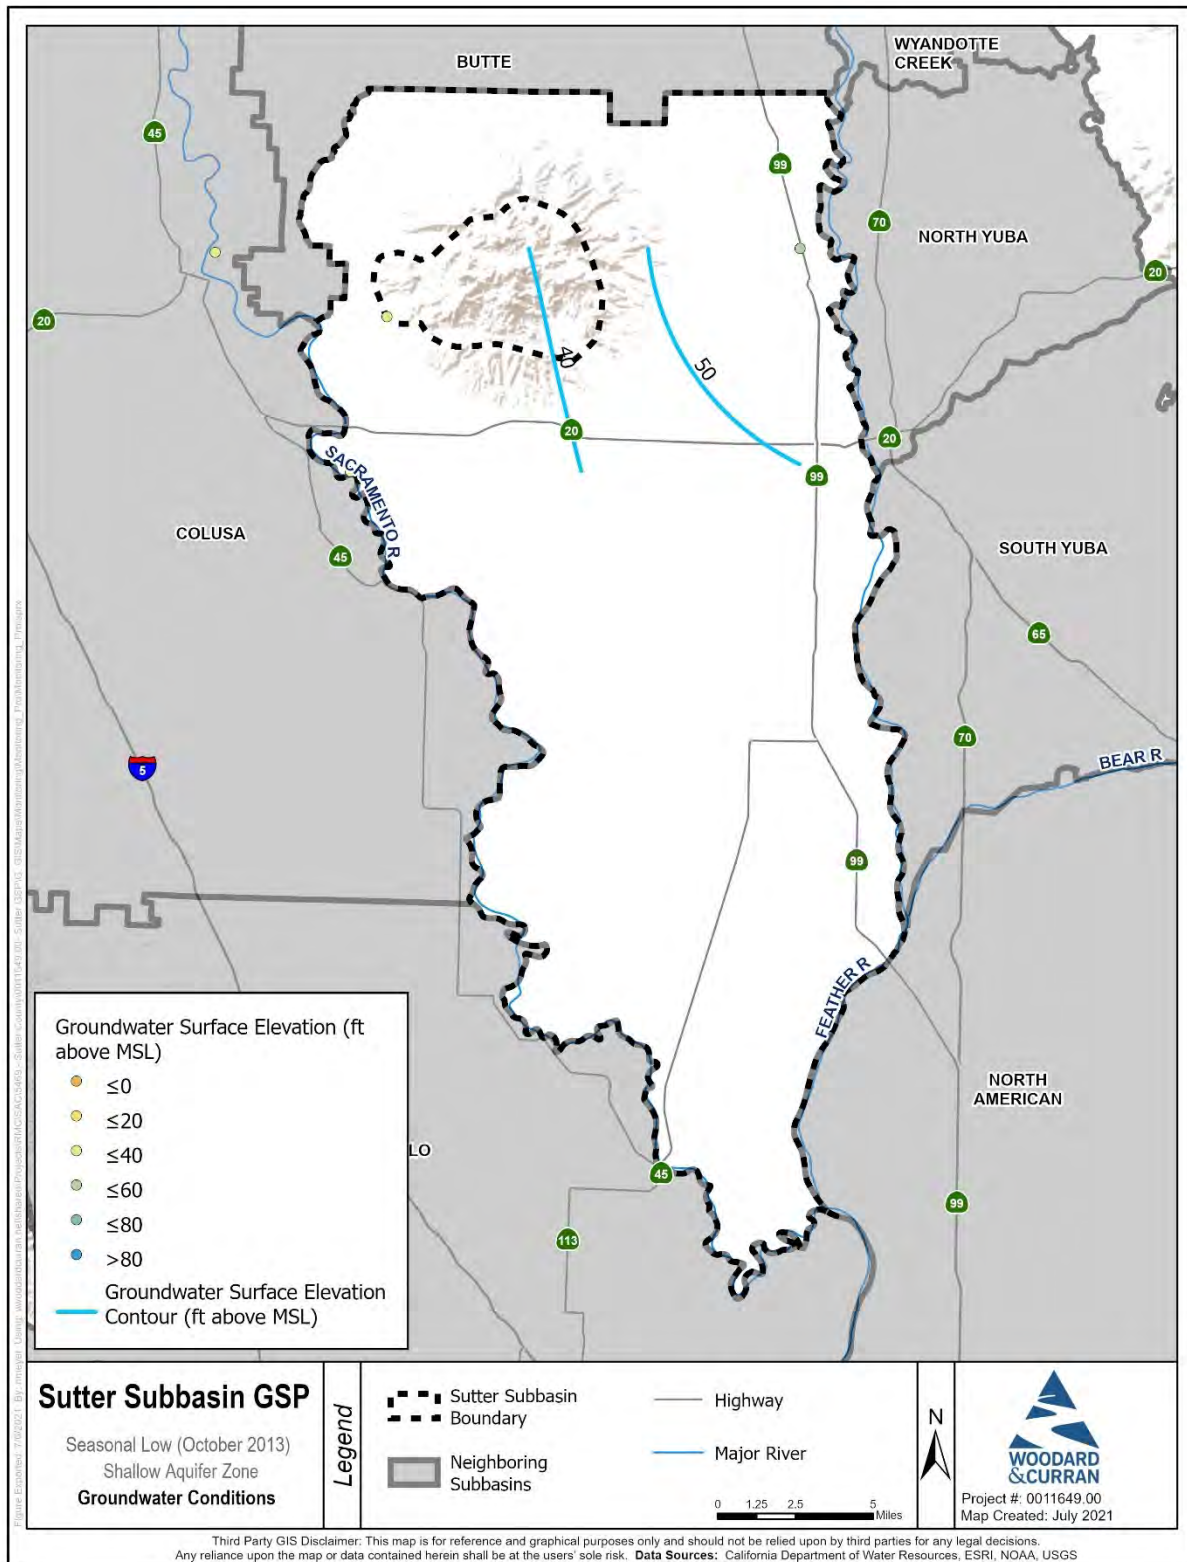 BUTTE
WYANDOTTE
CREEK
45
99
70
NORTH YUBA
20
20
40
50
20
20
99
SACRAMENTO R
COLUSA
45
SOUTH YUBA
65
70
BEAR R
5
99
FEATHER R
NORTH
AMERICAN
LO
45
99
113
Groundwater Surface Elevation (ft
above MSL)
≤0
≤20
≤40
≤60
≤80
>80
Groundwater Surface Elevation
Contour (ft above MSL)
Sutter Subbasin GSP
Seasonal Low (October 2013)
Shallow Aquifer Zone
Groundwater Conditions
Legend
Sutter Subbasin
Boundary
Neighboring
Subbasins
Highway
Major River
0 1.25 2.5 5
Miles
N
WOODARD
&CURRAN
Project #: 0011649.00
Map Created: July 2021
Third Party GIS Disclaimer: This map is for reference and graphical purposes only and should not be relied upon by third parties for any legal decisions.
Any reliance upon the map or data contained herein shall be at the users' sole risk. Data Sources: California Department of Water Resources, ESRI, NOAA, USGS